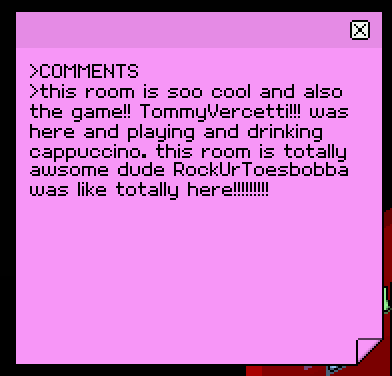 >COMMENTS
>this room is soo cool and also
the game!! TommyVercetti!!! was
here and playing and drinking
cappuccino. this room is totally
awsome dude RockUrToesbobba
was like totally here!!!!!!!!!